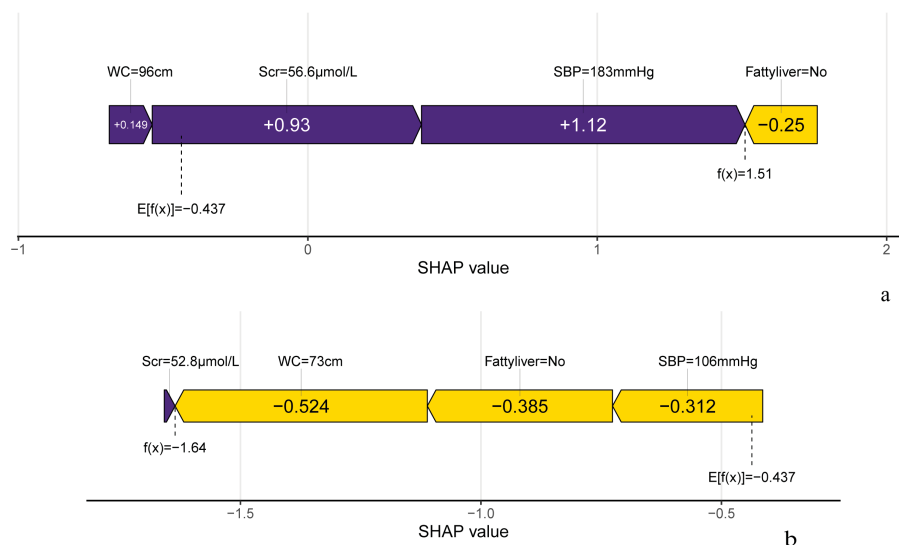 WC=96cm Scr=56.6μmol/L SBP=183mmHg Fattyliver=No
+0.149 +0.93 +1.12 −0.25
f(x)=1.51
E[f(x)]=−0.437
−1 0 1 2
SHAP value
a
Scr=52.8μmol/L WC=73cm Fattyliver=No SBP=106mmHg
−0.524 −0.385 −0.312
f(x)=−1.64
E[f(x)]=−0.437
−1.5 −1.0 −0.5
SHAP value
b